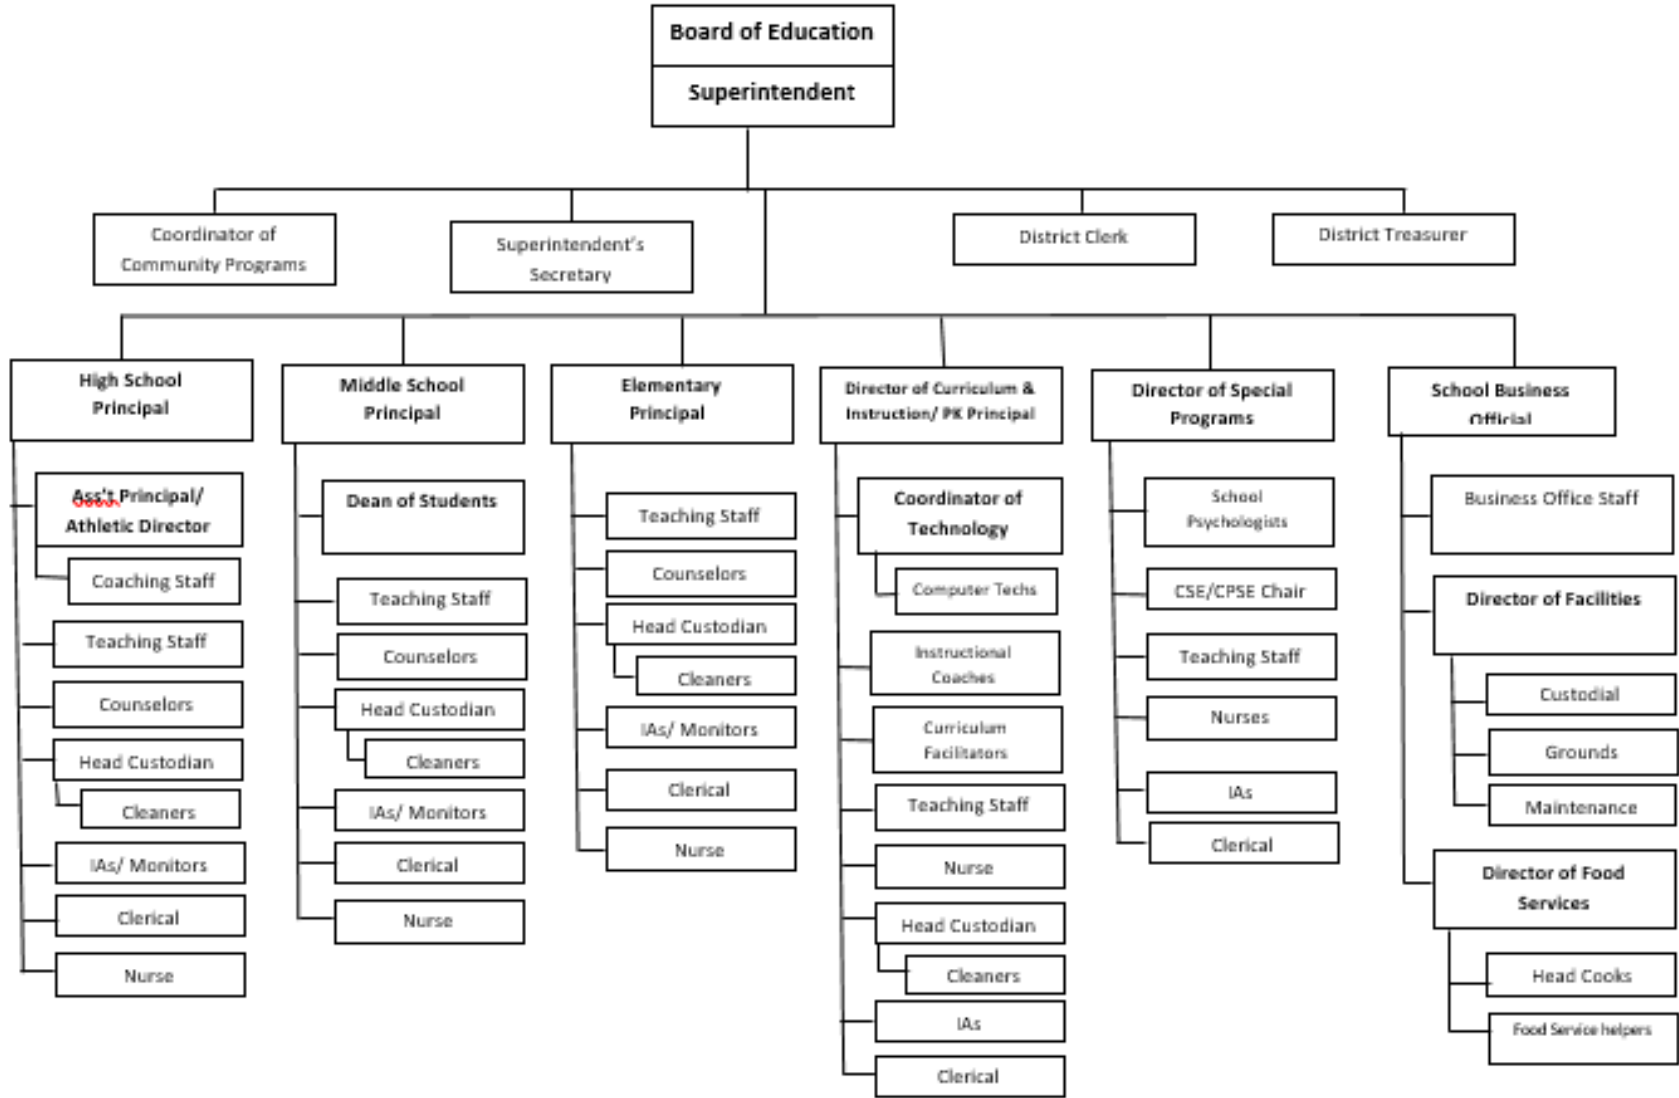 Board of Education
Superintendent
Coordinator of
Community Programs
Superintendent's
Secretary
District Clerk
District Treasurer
High School
Principal
Ass't Principal/
Athletic Director
Coaching Staff
Teaching Staff
Counselors
Head Custodian
Cleaners
IAs/ Monitors
Clerical
Nurse
Middle School
Principal
Dean of Students
Teaching Staff
Counselors
Head Custodian
Cleaners
IAs/ Monitors
Clerical
Nurse
Elementary
Principal
Teaching Staff
Counselors
Head Custodian
Cleaners
IAs/ Monitors
Clerical
Nurse
Director of Curriculum &
Instruction/ PK Principal
Coordinator of
Technology
Computer Techs
Instructional
Coaches
Curriculum
Facilitators
Teaching Staff
Nurse
Head Custodian
Cleaners
IAs
Clerical
Director of Special
Programs
School
Psychologists
CSE/CPSE Chair
Teaching Staff
Nurses
IAs
Clerical
School Business
Official
Business Office Staff
Director of Facilities
Custodial
Grounds
Maintenance
Director of Food
Services
Head Cooks
Food Service helpers